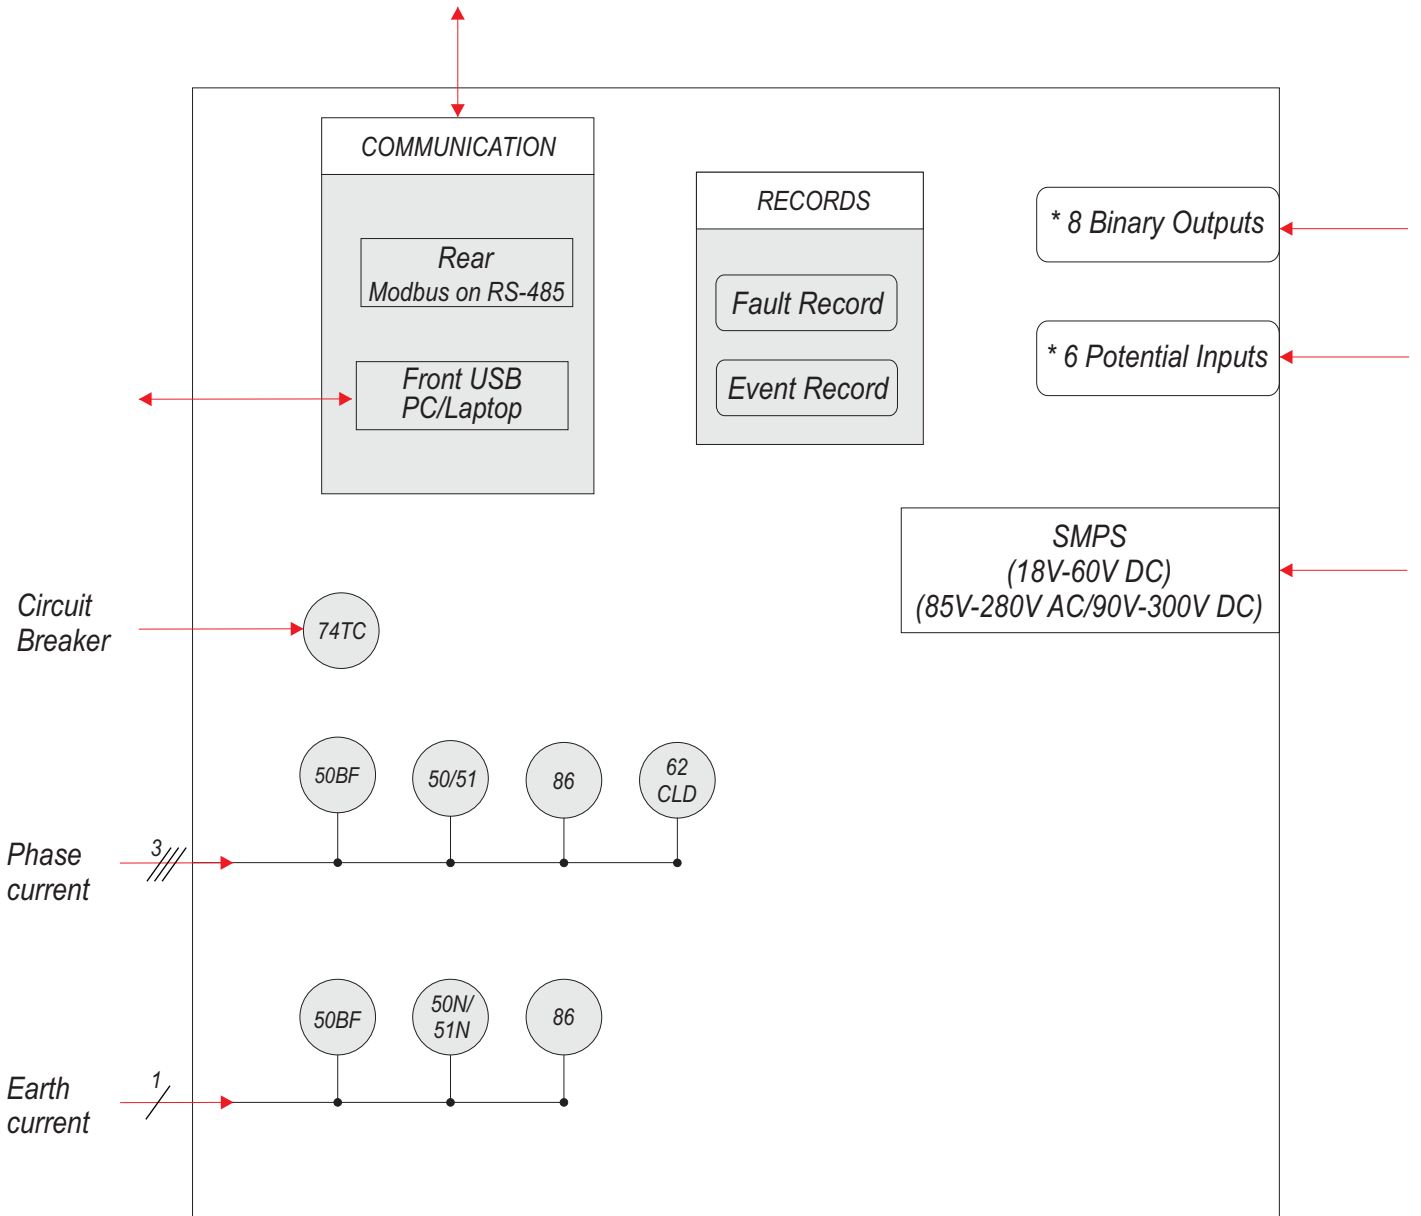 COMMUNICATION
Rear
Modbus on RS-485
Front USB
PC/Laptop
RECORDS
Fault Record
Event Record
* 8 Binary Outputs
* 6 Potential Inputs
SMPS
(18V-60V DC)
(85V-280V AC/90V-300V DC)
Circuit
Breaker
74TC
50BF
50/51
86
62
CLD
Phase
current
3
50BF
50N/
51N
86
Earth
current
1